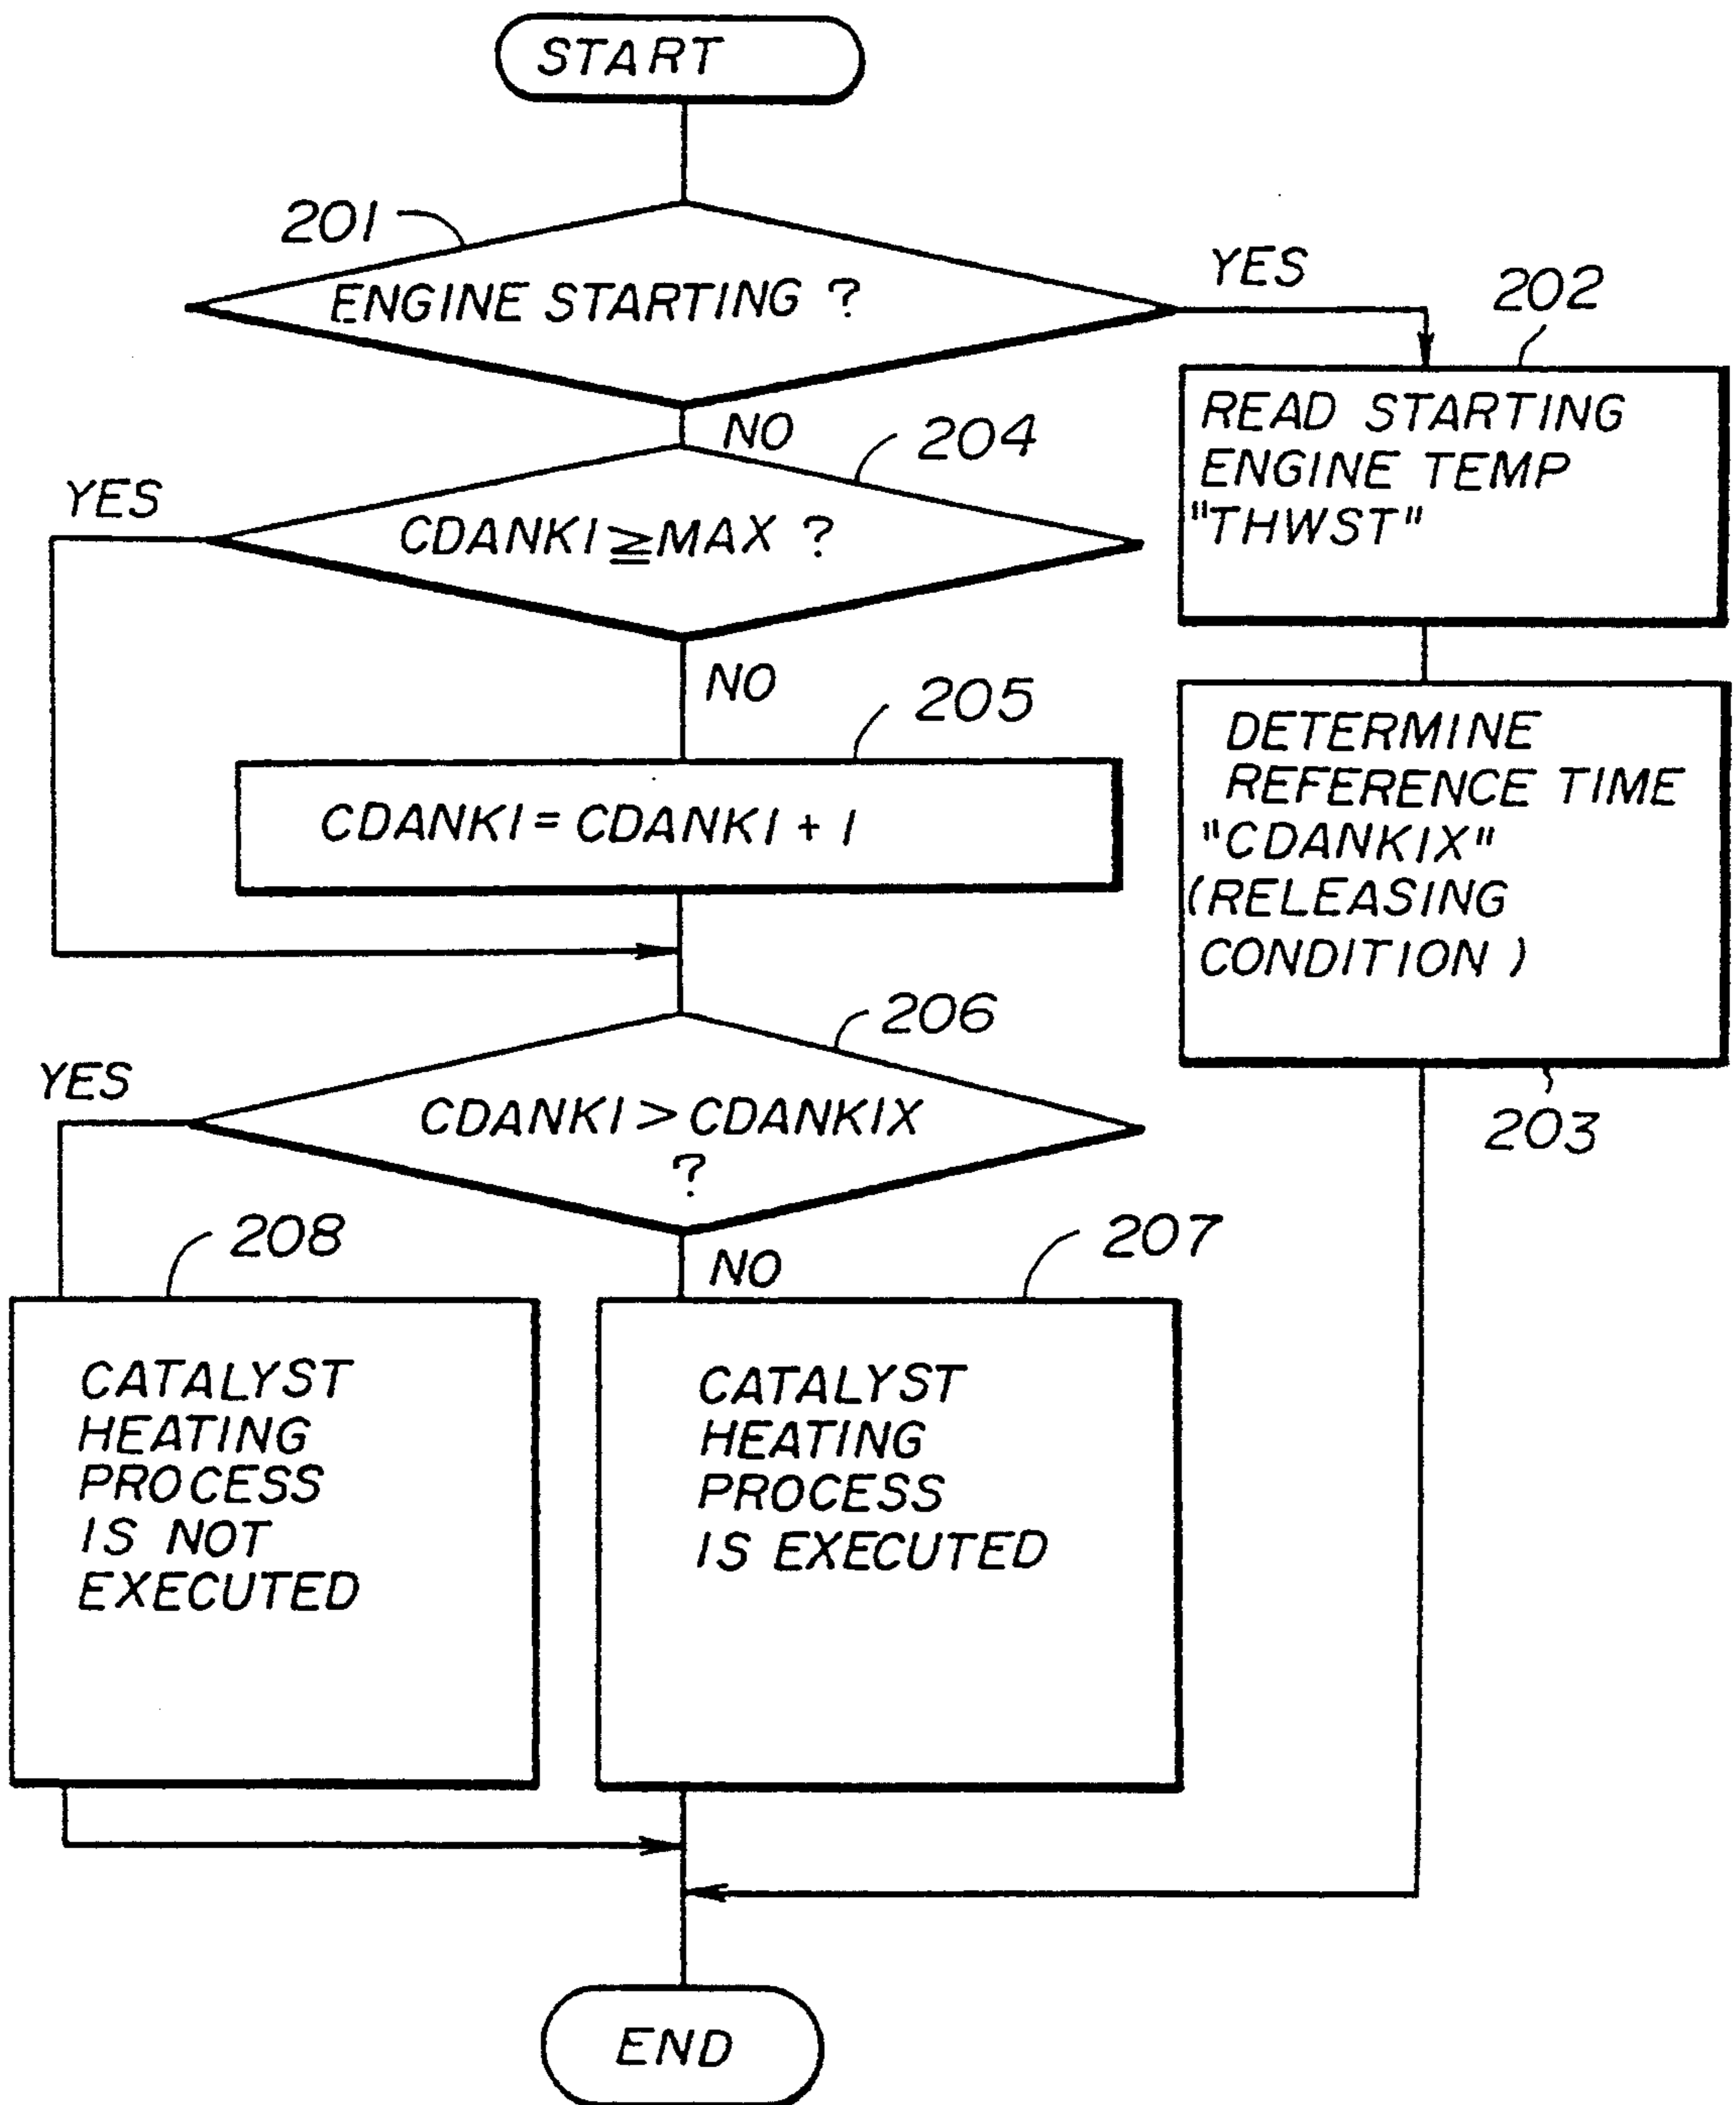 START
201
ENGINE STARTING ?
YES
202
READ STARTING
ENGINE TEMP
"THWST"
NO
204
YES
CDANKI≧MAX ?
NO
205
CDANKI = CDANKI + 1
DETERMINE
REFERENCE TIME
"CDANKIX"
(RELEASING
CONDITION )
203
206
YES
CDANKI > CDANKIX
?
208
NO
207
CATALYST
HEATING
PROCESS
IS NOT
EXECUTED
CATALYST
HEATING
PROCESS
IS EXECUTED
END